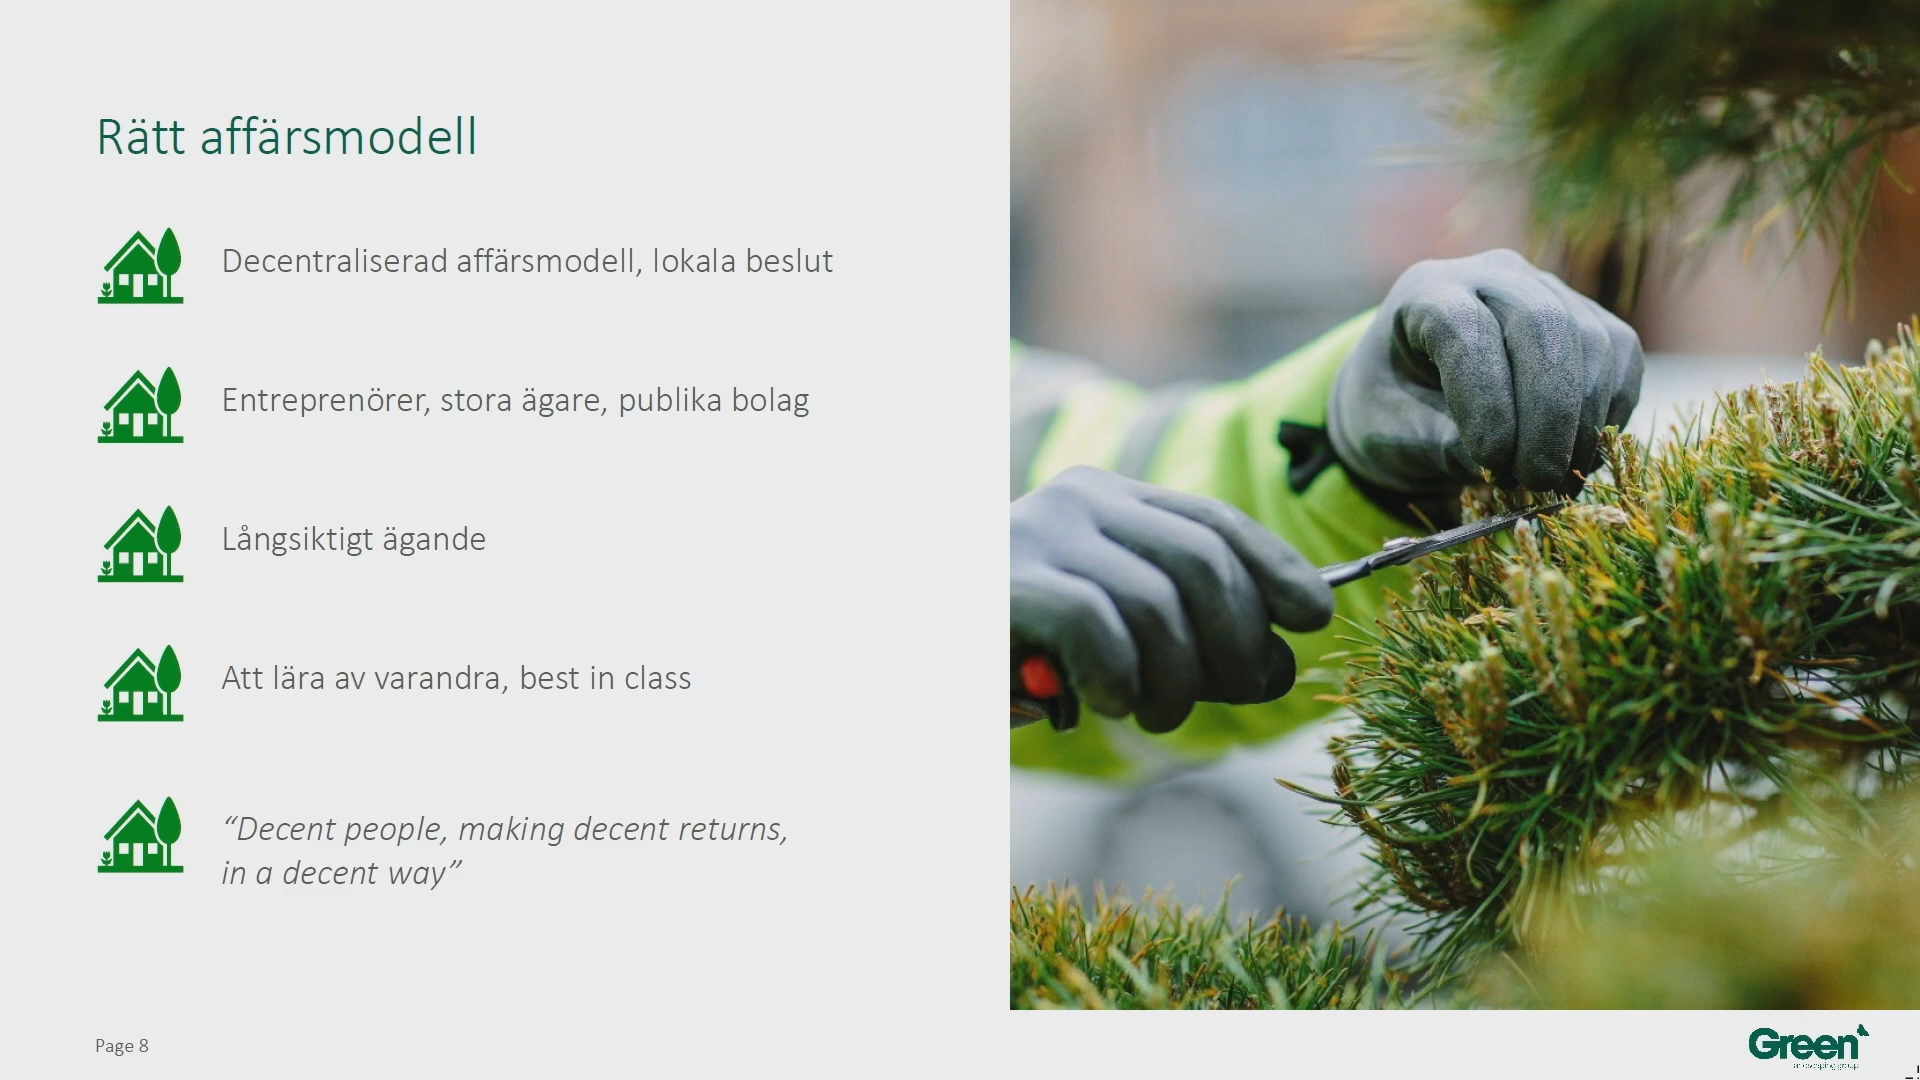 Rätt affärsmodell
Decentraliserad affärsmodell, lokala beslut
Entreprenörer, stora ägare, publika bolag
Långsiktigt ägande
Att lära av varandra, best in class
“Decent people, making decent returns,
in a decent way”
Page 8
Green